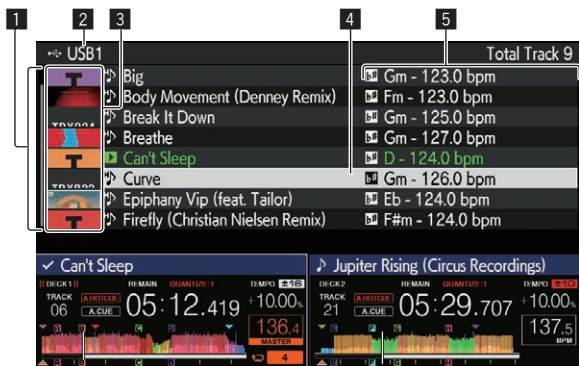 1 2 3 4 5
USB1 Total Track 9
Big Gm - 123.0 bpm
Body Movement (Denney Remix) Fm - 123.0 bpm
Break It Down Gm - 125.0 bpm
Breathe Gm - 127.0 bpm
Can't Sleep D - 124.0 bpm
Curve Gm - 126.0 bpm
Epiphany Vip (feat. Tailor) Eb - 124.0 bpm
Firefly (Christian Nielsen Remix) F#m - 124.0 bpm
Can't Sleep
DECK1 REMAIN QUANTIZE:1 TEMPO ±16
TRACK 06 A.HOTCUE A.CUE 05:12.419 +10.00%
136.4 MASTER
4
Jupiter Rising (Circus Recordings)
DECK2 REMAIN QUANTIZE:1 TEMPO ±10
TRACK 21 A.HOTCUE A.CUE 05:29.707 +10.00%
137.5 BPM